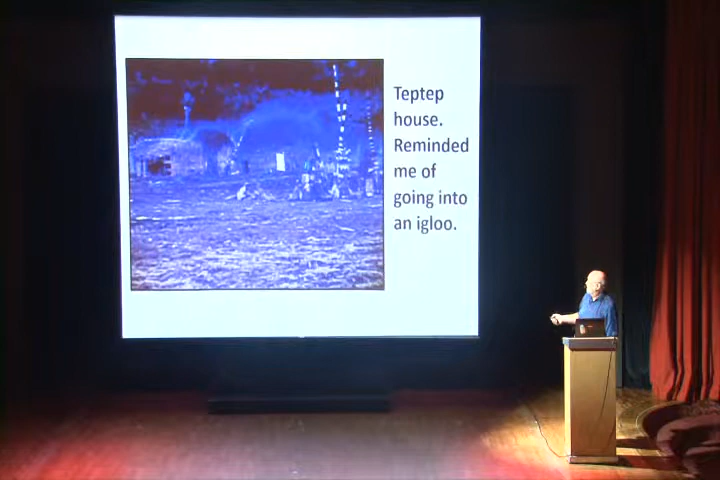 Teptep
house.
Reminded
me of
going into
an igloo.